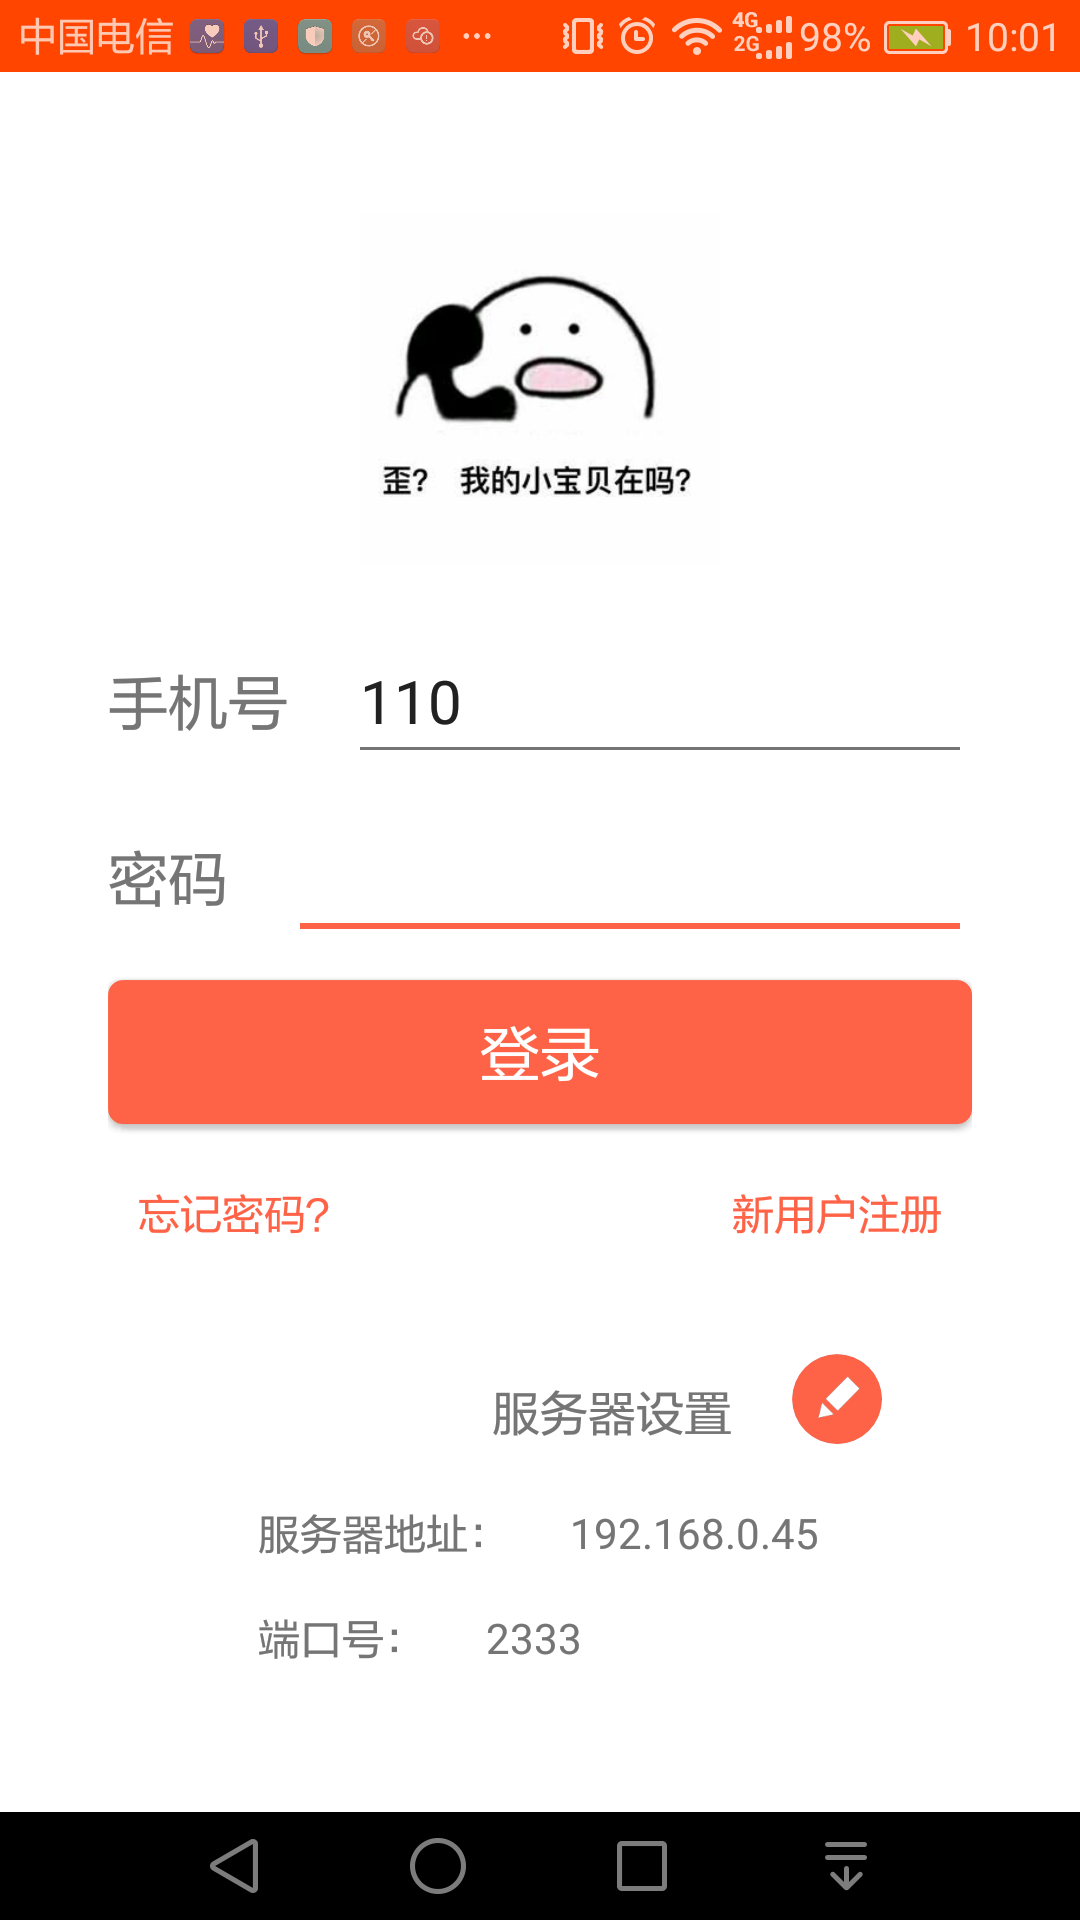 中国电信 4G 2G 98% 10:01
歪? 我的小宝贝在吗?
手机号 110
密码
登录
忘记密码? 新用户注册
服务器设置
服务器地址： 192.168.0.45
端口号： 2333